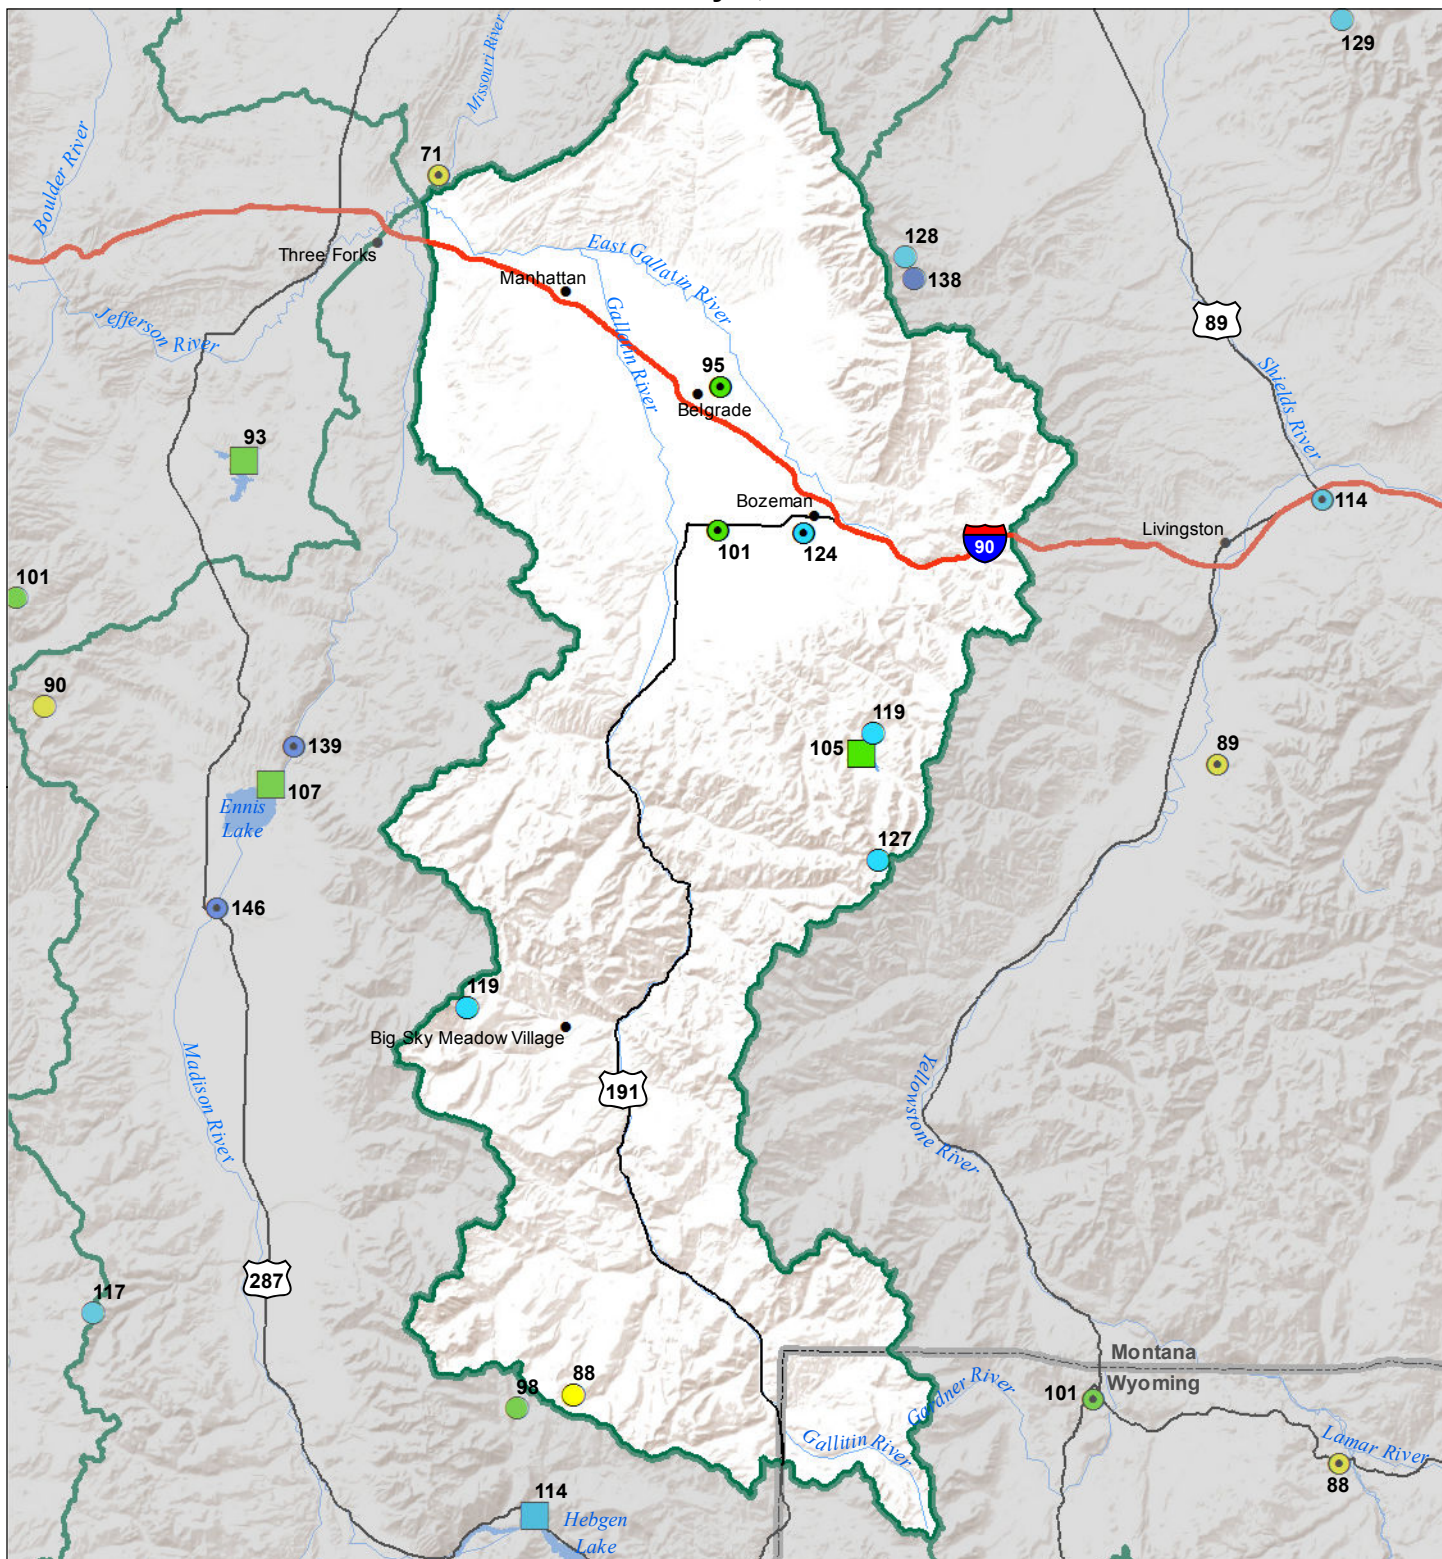 129
Missouri River
71
Boulder River
128
138
East Gallatin River
Three Forks
Manhattan
Jefferson River
Gallatin River
89
Shields River
95
Belgrade
93
Bozeman
114
Livingston
101
124
90
101
90
119
105
139
89
107
Ennis
Lake
127
146
119
Big Sky Meadow Village
Madison River
191
Yellowstone River
287
117
Montana
Wyoming
98
88
101
Gardner River
Gallitin River
Lamar River
88
114
Hebgen
Lake